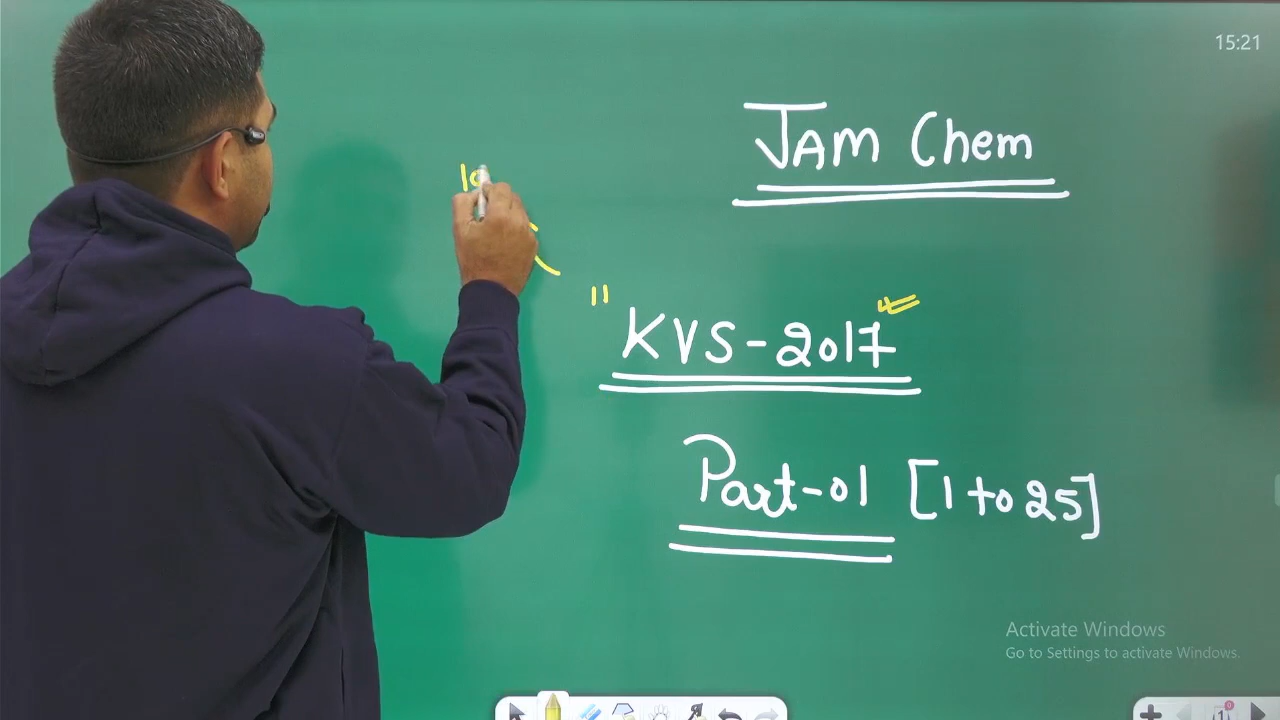 15:21
JAM Chem
10
" KVS-2017"
Part-01 [1 to 25]
Activate Windows
Go to Settings to activate Windows.